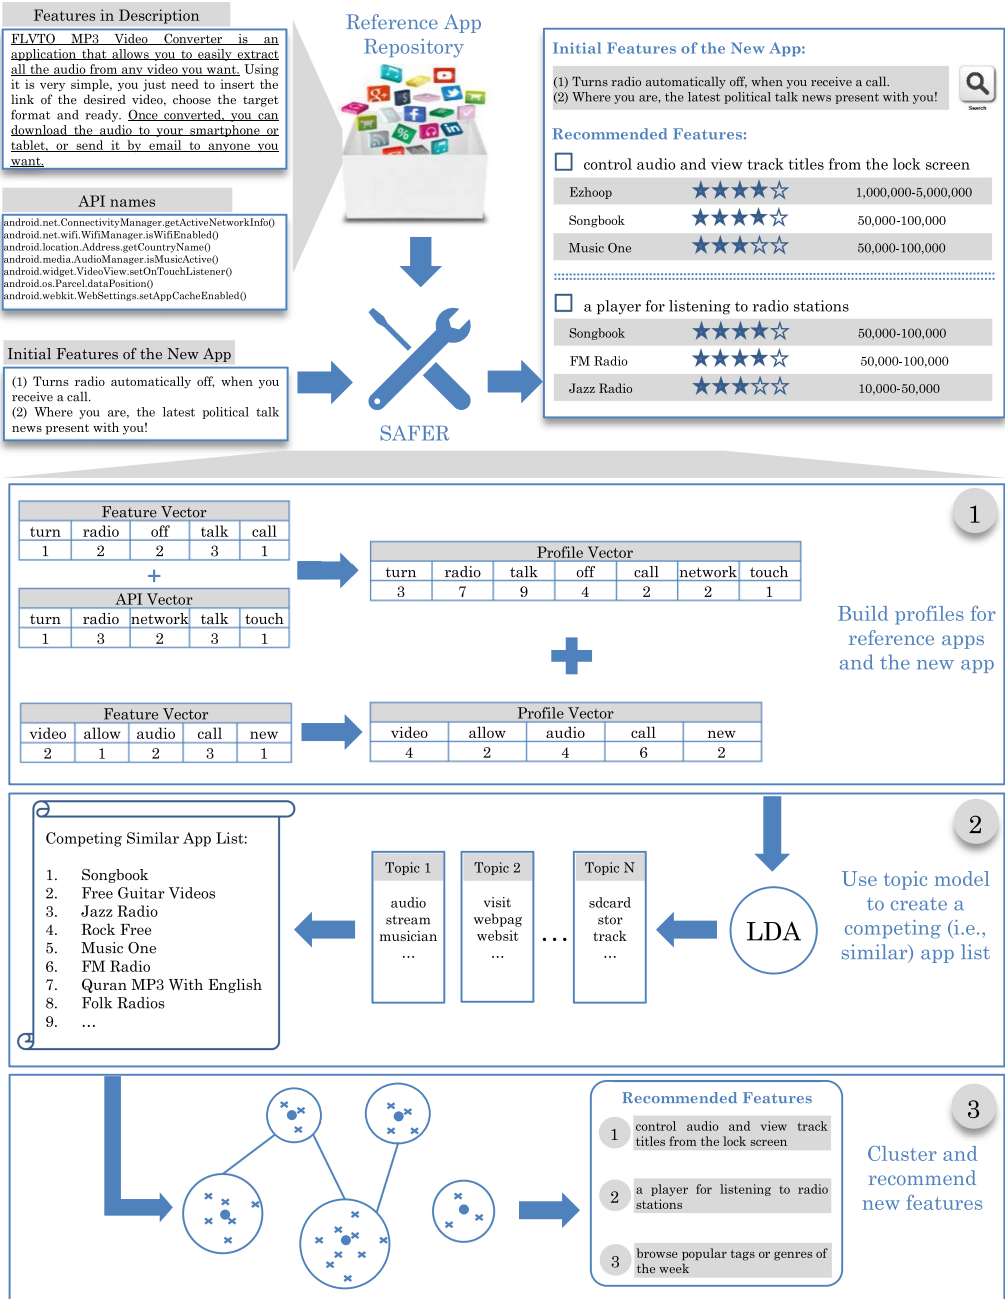 Features in Description
FLVTO MP3 Video Converter is an
application that allows you to easily extract
all the audio from any video you want. Using
it is very simple, you just need to insert the
link of the desired video, choose the target
format and ready. Once converted, you can
download the audio to your smartphone or
tablet, or send it by email to anyone you
want.
API names
android.net.ConnectivityManager.getActiveNetworkInfo()
android.net.wifi.WifiManager.isWifiEnabled()
android.location.Address.getCountryName()
android.media.AudioManager.isMusicActive()
android.widget.VideoView.setOnTouchListener()
android.os.Parcel.dataPosition()
android.webkit.WebSettings.setAppCacheEnabled()
Initial Features of the New App
(1) Turns radio automatically off, when you
receive a call.
(2) Where you are, the latest political talk
news present with you!
Reference App
Repository
SAFER
Initial Features of the New App:
(1) Turns radio automatically off, when you receive a call.
(2) Where you are, the latest political talk news present with you!
Search
Recommended Features:
control audio and view track titles from the lock screen
Ezhoop 1,000,000-5,000,000
Songbook 50,000-100,000
Music One 50,000-100,000
a player for listening to radio stations
Songbook 50,000-100,000
FM Radio 50,000-100,000
Jazz Radio 10,000-50,000
1
Build profiles for
reference apps
and the new app
Feature Vector
turn radio off talk call
1 2 2 3 1
+
API Vector
turn radio network talk touch
1 3 2 3 1
Profile Vector
turn radio talk off call network touch
3 7 9 4 2 2 1
Feature Vector
video allow audio call new
2 1 2 3 1
Profile Vector
video allow audio call new
4 2 4 6 2
2
Use topic model
to create a
competing (i.e.,
similar) app list
LDA
Topic 1
audio
stream
musician
...
Topic 2
visit
webpag
websit
...
...
Topic N
sdcard
stor
track
...
Competing Similar App List:
1. Songbook
2. Free Guitar Videos
3. Jazz Radio
4. Rock Free
5. Music One
6. FM Radio
7. Quran MP3 With English
8. Folk Radios
9. ...
3
Cluster and
recommend
new features
Recommended Features
1 control audio and view track
titles from the lock screen
2 a player for listening to radio
stations
3 browse popular tags or genres of
the week